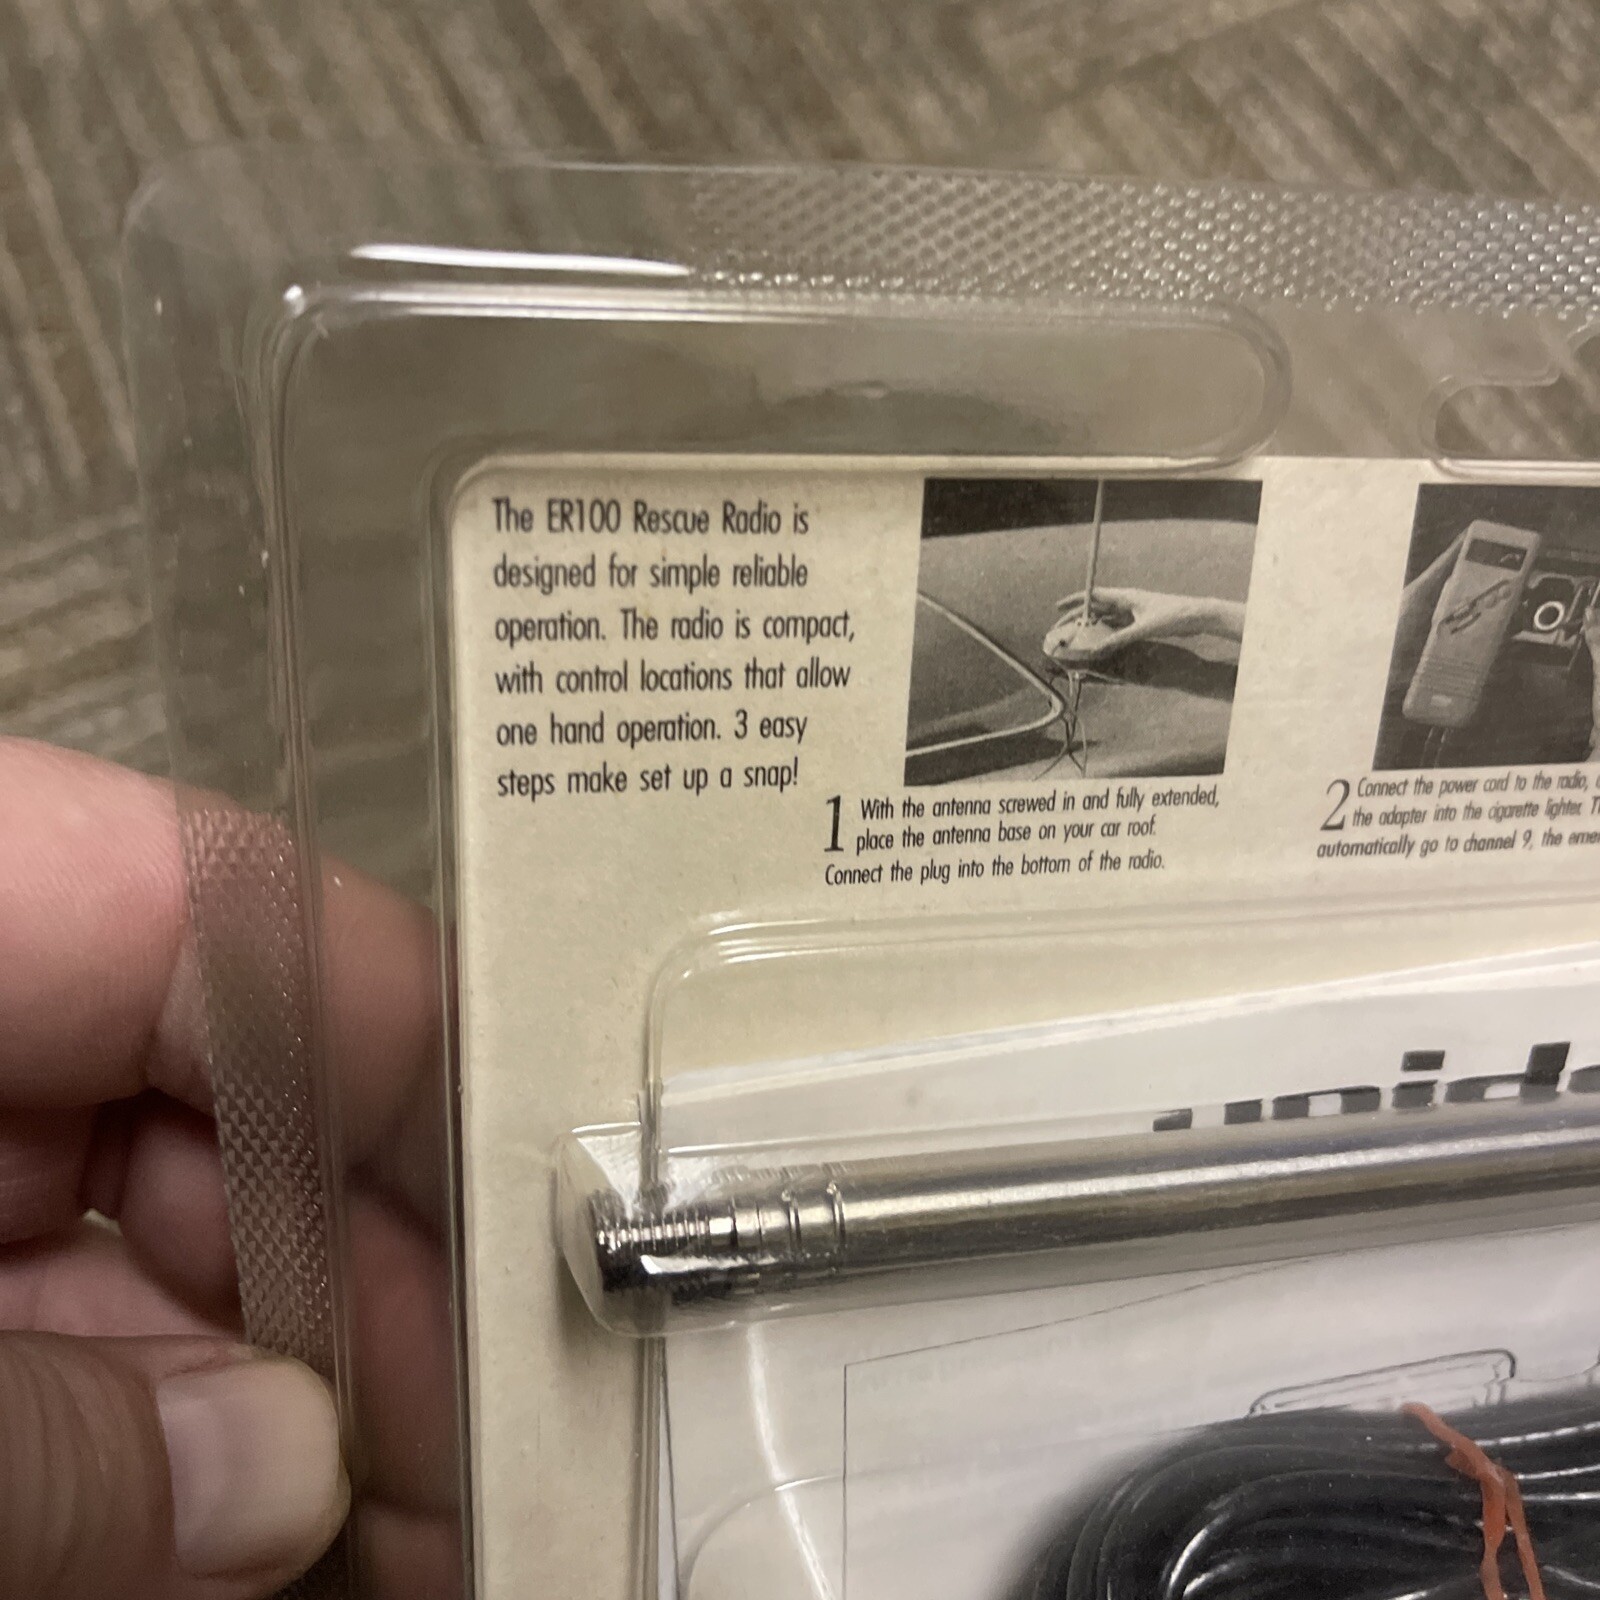 The ER100 Rescue Radio is
designed for simple reliable
operation. The radio is compact,
with control locations that allow
one hand operation. 3 easy
steps make set up a snap!
1 With the antenna screwed in and fully extended,
place the antenna base on your car roof.
Connect the plug into the bottom of the radio.
2 Connect the power cord to the radio,
the adapter into the cigarette lighter.
automatically go to channel 9, the